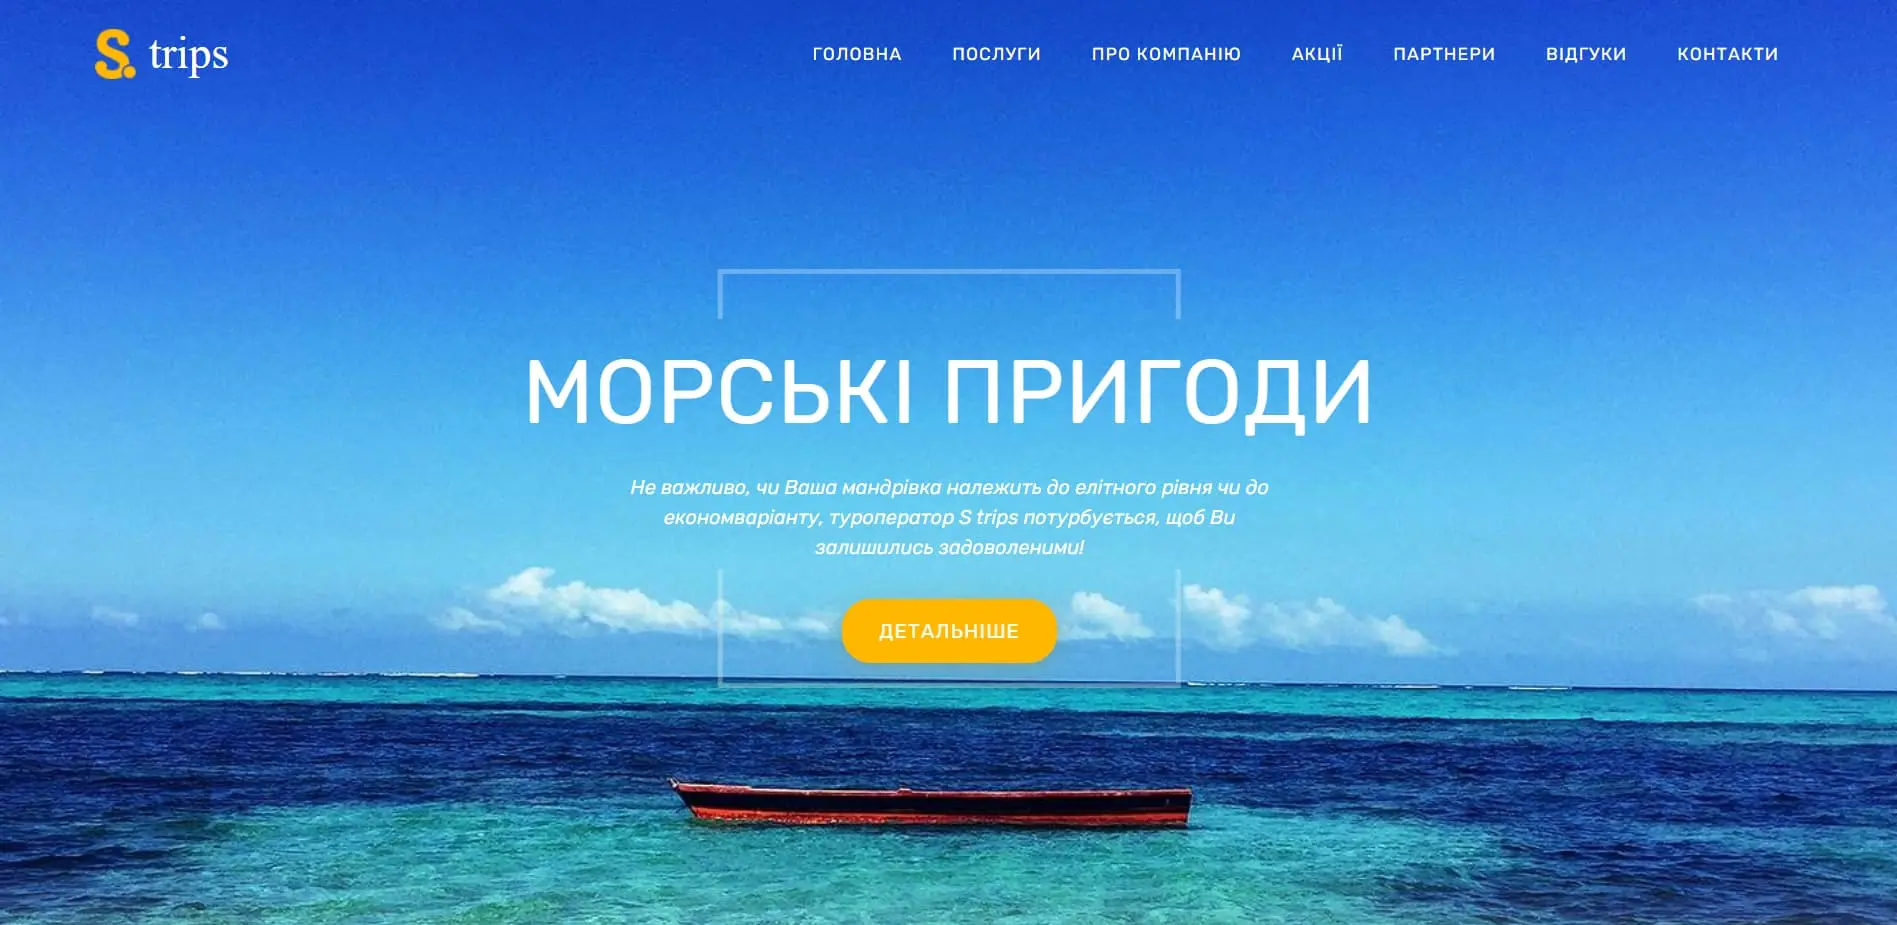 S. trips
ГОЛОВНА ПОСЛУГИ ПРО КОМПАНІЮ АКЦІЇ ПАРТНЕРИ ВІДГУКИ КОНТАКТИ
МОРСЬКІ ПРИГОДИ
Не важливо, чи Ваша мандрівка належить до елітного рівня чи до
економваріанту, туроператор S trips потурбується, щоб Ви
залишились задоволеними!
ДЕТАЛЬНІШЕ